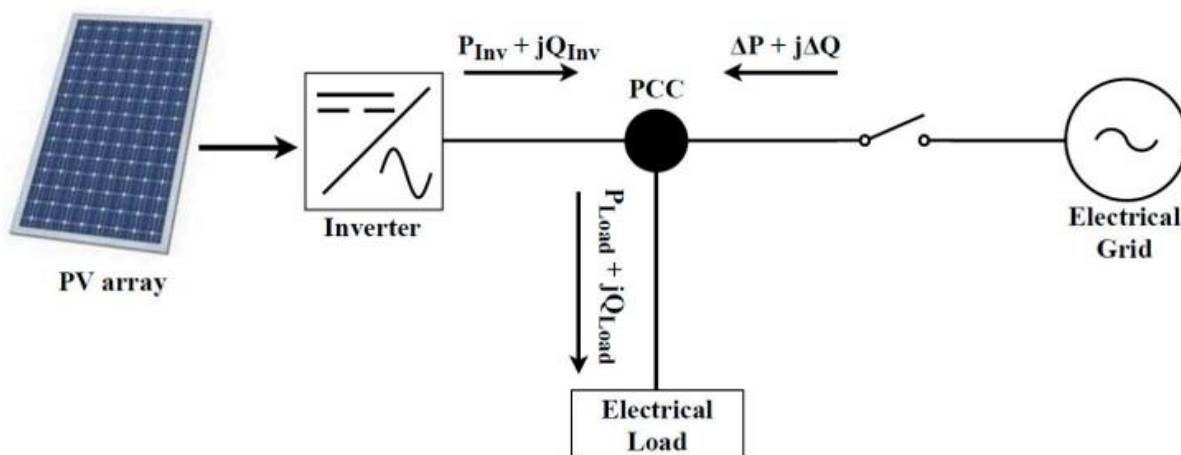 P_Inv + jQ_Inv
ΔP + jΔQ
PCC
Inverter
PV array
P_Load + jQ_Load
Electrical
Grid
Electrical
Load